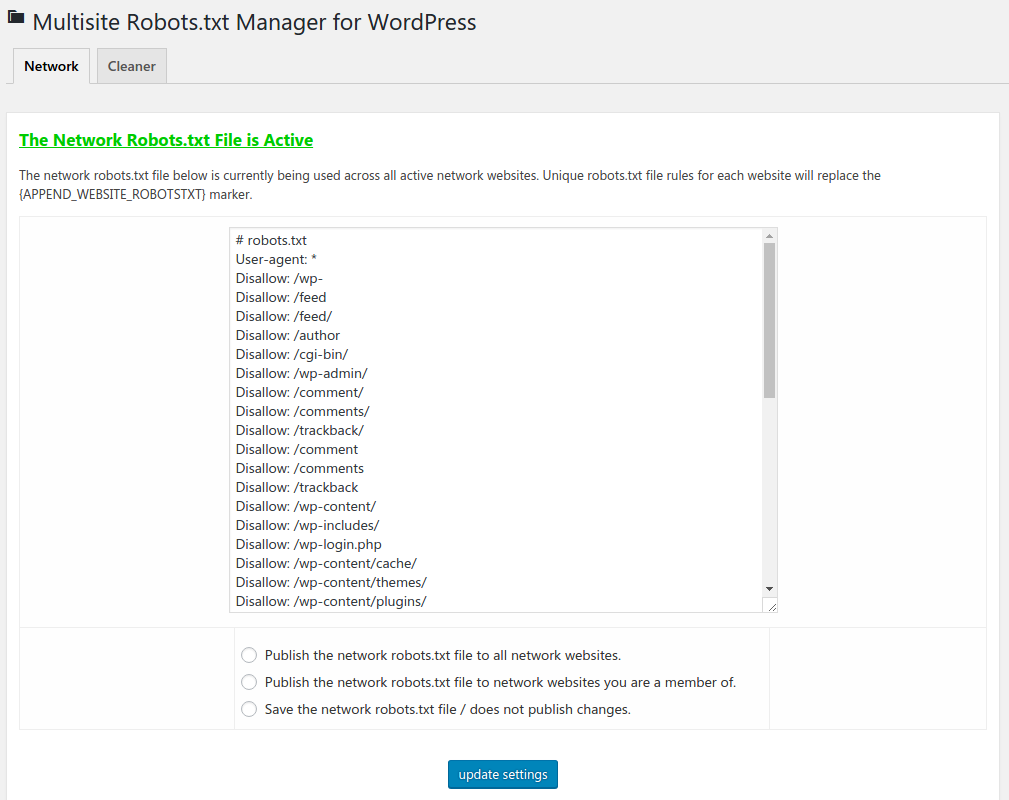 Multisite Robots.txt Manager for WordPress
Network
Cleaner
The Network Robots.txt File is Active
The network robots.txt file below is currently being used across all active network websites. Unique robots.txt file rules for each website will replace the
{APPEND_WEBSITE_ROBOTSTXT} marker.
# robots.txt
User-agent: *
Disallow: /wp-
Disallow: /feed
Disallow: /feed/
Disallow: /author
Disallow: /cgi-bin/
Disallow: /wp-admin/
Disallow: /comment/
Disallow: /comments/
Disallow: /trackback/
Disallow: /comment
Disallow: /comments
Disallow: /trackback
Disallow: /wp-content/
Disallow: /wp-includes/
Disallow: /wp-login.php
Disallow: /wp-content/cache/
Disallow: /wp-content/themes/
Disallow: /wp-content/plugins/
Publish the network robots.txt file to all network websites.
Publish the network robots.txt file to network websites you are a member of.
Save the network robots.txt file / does not publish changes.
update settings